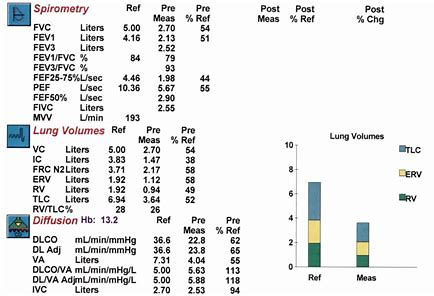 Spirometry Ref Pre Meas Pre % Ref Post Meas Post % Ref Post % Chg
FVC Liters 5.00 2.70 54
FEV1 Liters 4.16 2.13 51
FEV3 Liters 2.52
FEV1/FVC % 84 79
FEV3/FVC % 93
FEF25-75% L/sec 4.46 1.98 44
PEF L/sec 10.36 5.67 55
FEF50% L/sec 2.90
FIVC Liters 2.55
MVV L/min 193
Lung Volumes Ref Pre Meas Pre % Ref
VC Liters 5.00 2.70 54
IC Liters 3.83 1.47 38
FRC N2 Liters 3.71 2.17 58
ERV Liters 1.92 1.12 58
RV Liters 1.92 0.94 49
TLC Liters 6.94 3.64 52
RV/TLC % 28 26
Diffusion Hb: 13.2
Ref Pre Meas Pre % Ref
DLCO mL/min/mmHg 36.6 22.8 62
DL Adj mL/min/mmHg 36.6 23.8 65
VA Liters 7.31 4.04 55
DLCO/VA mL/min/mHg/L 5.00 5.63 113
DL/VA Adj mL/min/mHg/L 5.00 5.88 118
IVC Liters 2.70 2.53 94
Lung Volumes
10
8
6
4
2
0
Ref Meas
TLC
ERV
RV